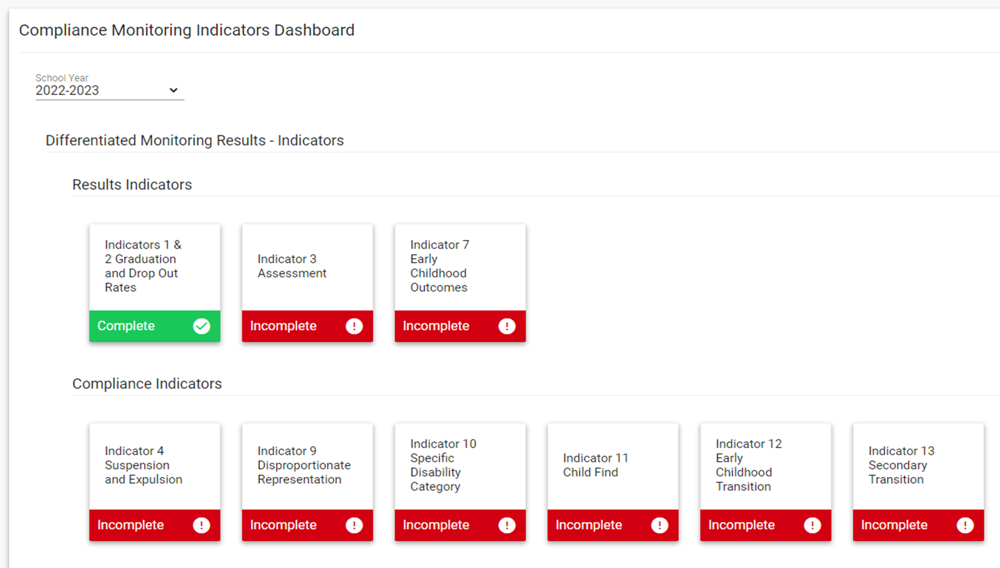 Compliance Monitoring Indicators Dashboard
School Year
2022-2023
Differentiated Monitoring Results - Indicators
Results Indicators
Indicators 1 &
2 Graduation
and Drop Out
Rates
Complete
Indicator 3
Assessment
Incomplete
Indicator 7
Early
Childhood
Outcomes
Incomplete
Compliance Indicators
Indicator 4
Suspension
and Expulsion
Incomplete
Indicator 9
Disproportionate
Representation
Incomplete
Indicator 10
Specific
Disability
Category
Incomplete
Indicator 11
Child Find
Incomplete
Indicator 12
Early
Childhood
Transition
Incomplete
Indicator 13
Secondary
Transition
Incomplete